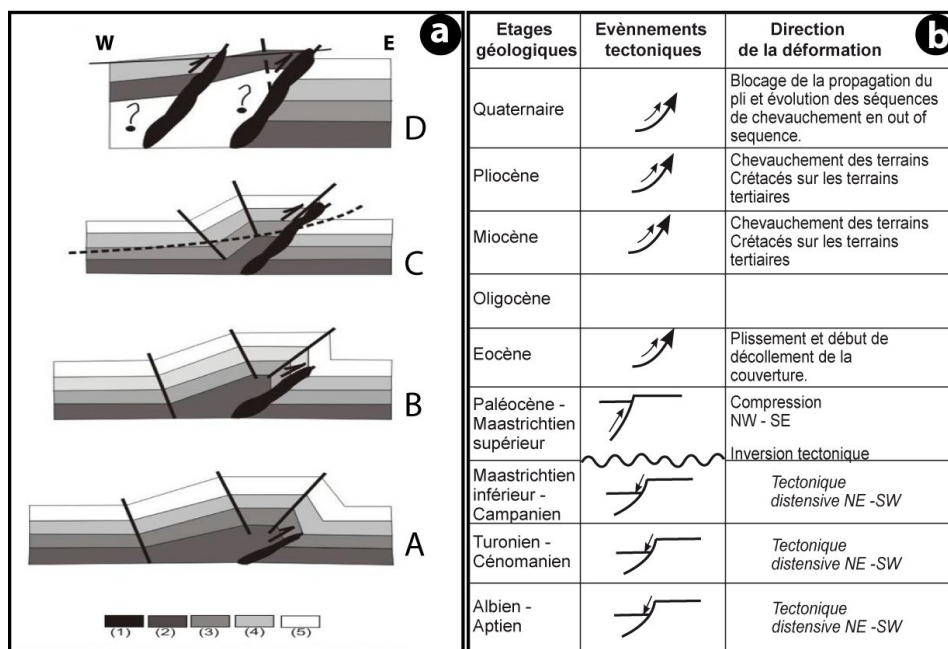 a
W
E
?
?
D
C
B
A
(1) (2) (3) (4) (5)
b
Etages
géologiques
Evènnements
tectoniques
Direction
de la déformation
Quaternaire
Blocage de la propagation du
pli et évolution des séquences
de chevauchement en out of
sequence.
Pliocène
Chevauchement des terrains
Crétacés sur les terrains
tertiaires
Miocène
Chevauchement des terrains
Crétacés sur les terrains
tertiaires
Oligocène
Eocène
Plissement et début de
décollement de la
couverture.
Paléocène -
Maastrichtien
supérieur
Compression
NW - SE
Inversion tectonique
Maastrichtien
inférieur -
Campanien
Tectonique
distensive NE -SW
Turonien -
Cénomanien
Tectonique
distensive NE -SW
Albien -
Aptien
Tectonique
distensive NE -SW